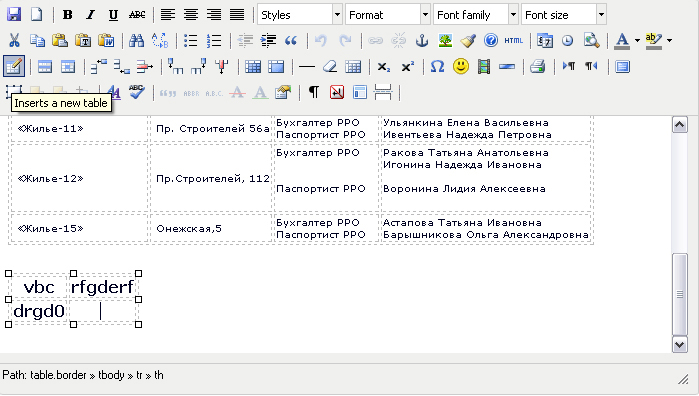 B I U ABC Styles Format Font family Font size
HTML A ab
Inserts a new table
«Жилье-11» Пр. Строителей 56а Бухгалтер РРО Ульянкина Елена Васильевна
Паспортист РРО Ивентьева Надежда Петровна
«Жилье-12» Пр.Строителей, 112 Бухгалтер РРО Ракова Татьяна Анатольевна
Игонина Надежда Ивановна
Паспортист РРО Воронина Лидия Алексеевна
«Жилье-15» Онежская,5 Бухгалтер РРО Астапова Татьяна Ивановна
Паспортист РРО Барышникова Ольга Александровна
vbc rfgderf
drgd0
Path: table.border » tbody » tr » th